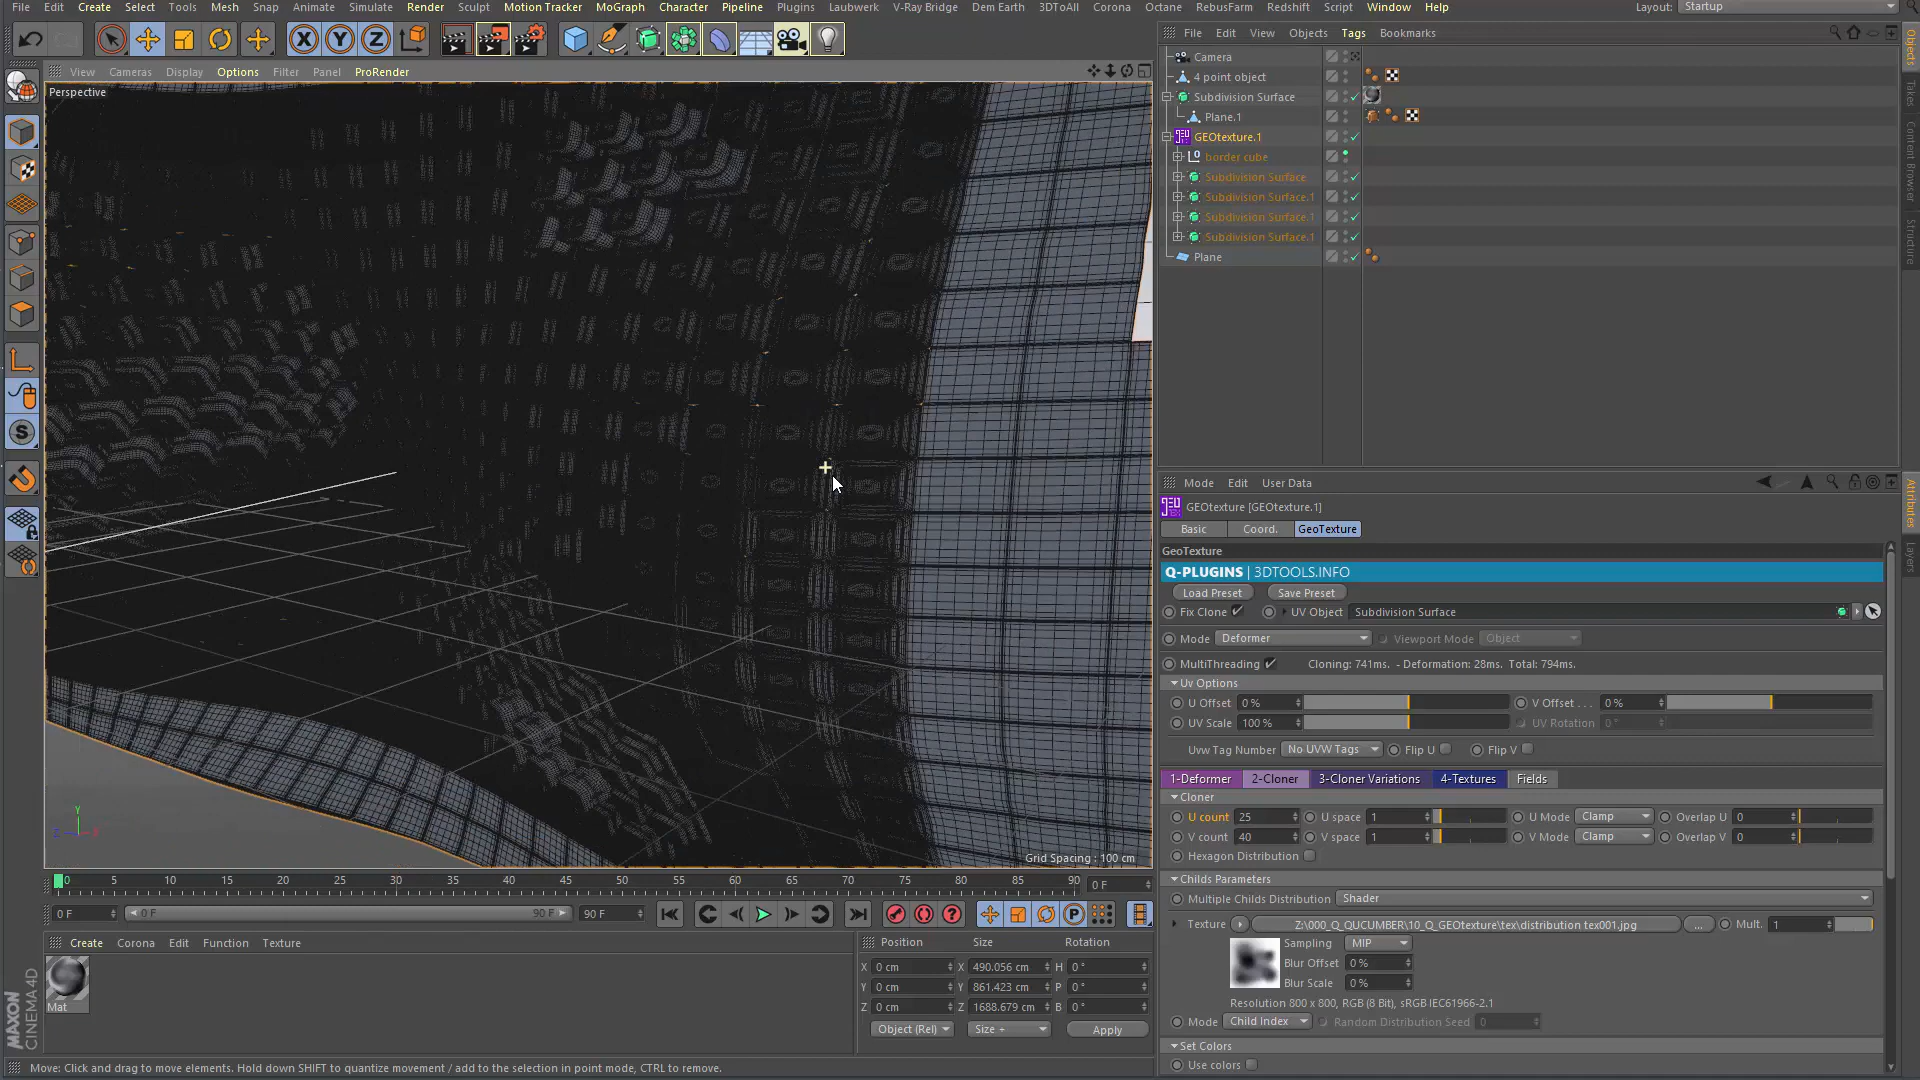 File Edit Create Select Tools Mesh Snap Animate Simulate Render Sculpt Motion Tracker MoGraph Character Pipeline Plugins Laubwerk V-Ray Bridge Dem Earth 3DToAll Corona Octane RebusFarm Redshift Script Window Help Layout: Startup
View Cameras Display Options Filter Panel ProRender
Perspective
File Edit View Objects Tags Bookmarks
Camera
4 point object
Subdivision Surface
Plane.1
GEOtexture.1
border cube
Subdivision Surface
Subdivision Surface.1
Subdivision Surface.1
Subdivision Surface.1
Plane
Objects
Takes
Content Browser
Structure
Mode Edit User Data
GEOtexture [GEOtexture.1]
Basic Coord. GeoTexture
GeoTexture
Q-PLUGINS | 3DTOOLS.INFO
Load Preset Save Preset
Fix Clone UV Object Subdivision Surface
Mode Deformer Viewport Mode Object
MultiThreading Cloning: 741ms. - Deformation: 28ms. Total: 794ms.
Uv Options
U Offset 0 % V Offset . . . 0 %
UV Scale 100 % UV Rotation 0 °
Uvw Tag Number No UVW Tags Flip U Flip V
1-Deformer 2-Cloner 3-Cloner Variations 4-Textures Fields
Cloner
U count 25 U space 1 U Mode Clamp Overlap U 0
V count 40 V space 1 V Mode Clamp Overlap V 0
Hexagon Distribution
Childs Parameters
Multiple Childs Distribution Shader
Texture Z:\000_Q_QUCUMBER\10_Q_GEOtexture\tex\distribution tex001.jpg ... Mult. 1
Sampling MIP
Blur Offset 0 %
Blur Scale 0 %
Resolution 800 x 800, RGB (8 Bit), sRGB IEC61966-2.1
Mode Child Index Random Distribution Seed 0
Set Colors
Use colors
Attributes
Layers
Grid Spacing : 100 cm
Y
Z X
0 5 10 15 20 25 30 35 40 45 50 55 60 65 70 75 80 85 90 0 F
0 F 0 F 90 F 90 F
Create Corona Edit Function Texture
Mat
Position Size Rotation
X 0 cm X 490.056 cm H 0 °
Y 0 cm Y 861.423 cm P 0 °
Z 0 cm Z 1688.679 cm B 0 °
Object (Rel) Size + Apply
MAXON
CINEMA 4D
Move: Click and drag to move elements. Hold down SHIFT to quantize movement / add to the selection in point mode, CTRL to remove.